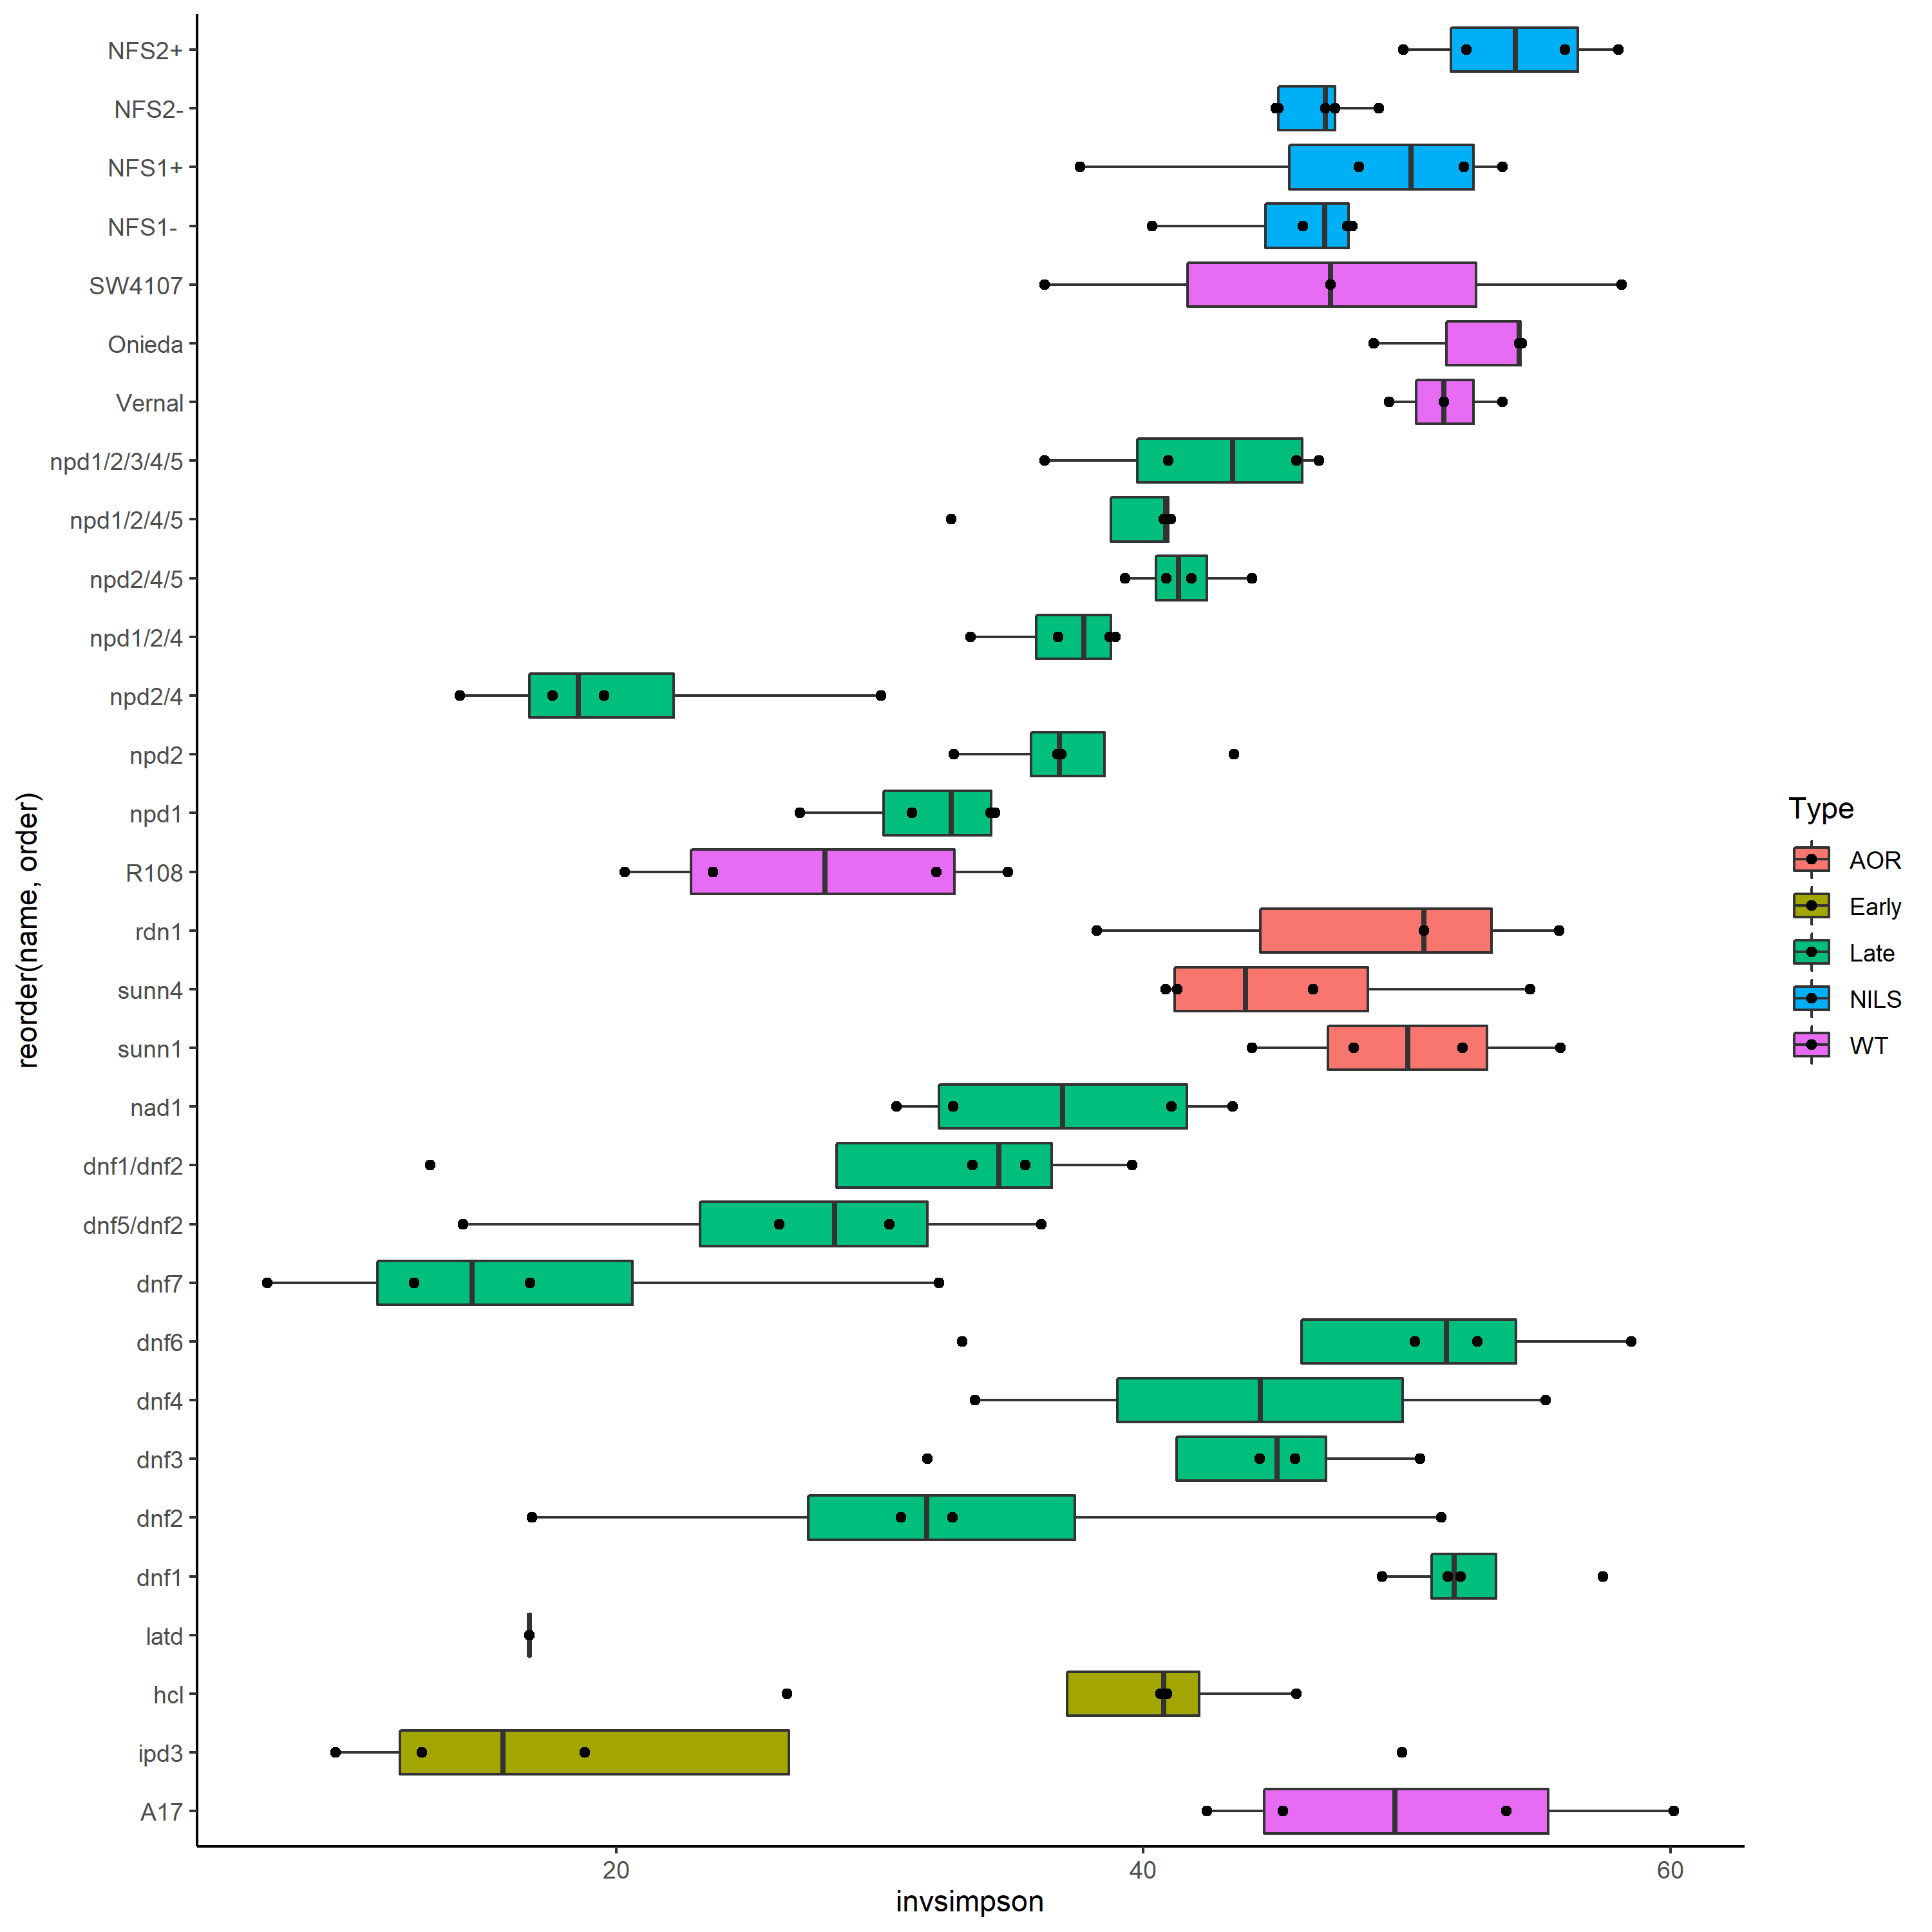 NFS2+
NFS2-
NFS1+
NFS1-
SW4107
Onieda
Vernal
npd1/2/3/4/5
npd1/2/4/5
npd2/4/5
npd1/2/4
npd2/4
npd2
npd1
R108
rdn1
sunn4
sunn1
nad1
dnf1/dnf2
dnf5/dnf2
dnf7
dnf6
dnf4
dnf3
dnf2
dnf1
latd
hcl
ipd3
A17
reorder(name, order)
20
40
60
invsimpson
Type
AOR
Early
Late
NILS
WT